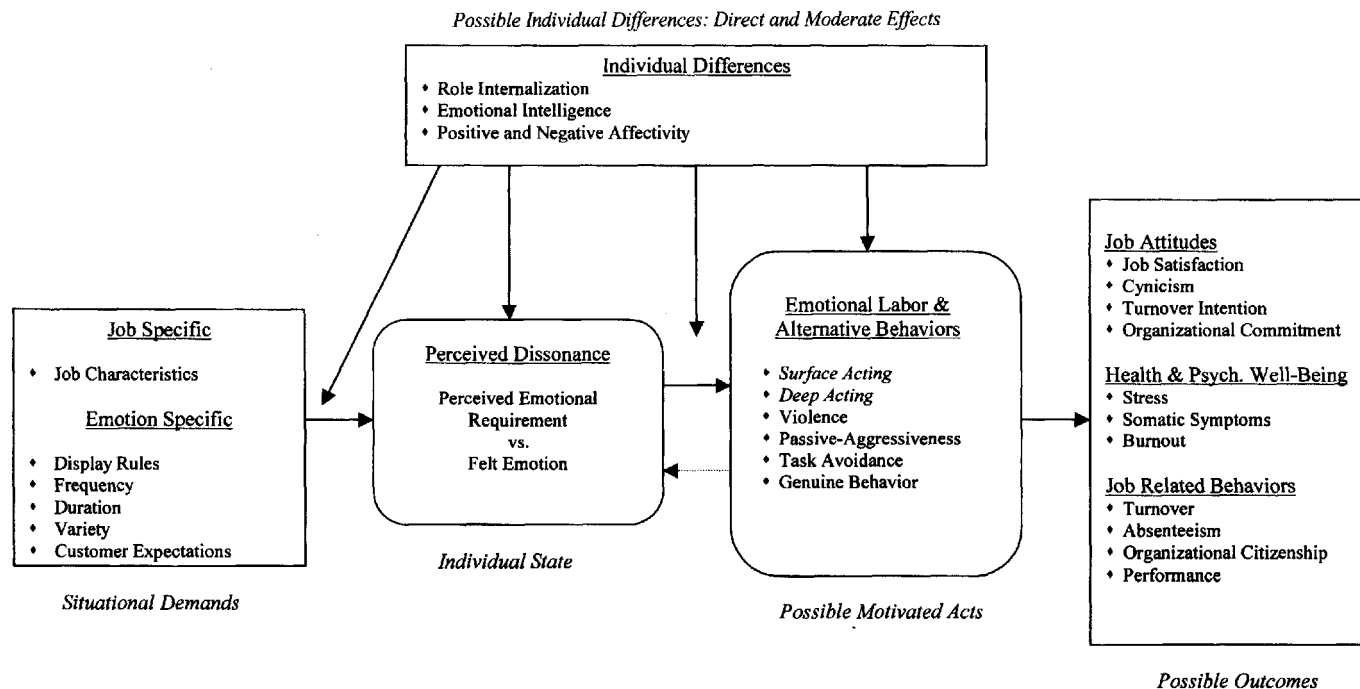 Possible Individual Differences: Direct and Moderate Effects
Individual Differences
♦ Role Internalization
♦ Emotional Intelligence
♦ Positive and Negative Affectivity
Job Specific
♦ Job Characteristics
Emotion Specific
♦ Display Rules
♦ Frequency
♦ Duration
♦ Variety
♦ Customer Expectations
Situational Demands
Perceived Dissonance
Perceived Emotional
Requirement
vs.
Felt Emotion
Individual State
Emotional Labor &
Alternative Behaviors
♦ Surface Acting
♦ Deep Acting
♦ Violence
♦ Passive-Aggressiveness
♦ Task Avoidance
♦ Genuine Behavior
Possible Motivated Acts
Job Attitudes
♦ Job Satisfaction
♦ Cynicism
♦ Turnover Intention
♦ Organizational Commitment
Health & Psych. Well-Being
♦ Stress
♦ Somatic Symptoms
♦ Burnout
Job Related Behaviors
♦ Turnover
♦ Absenteeism
♦ Organizational Citizenship
♦ Performance
Possible Outcomes